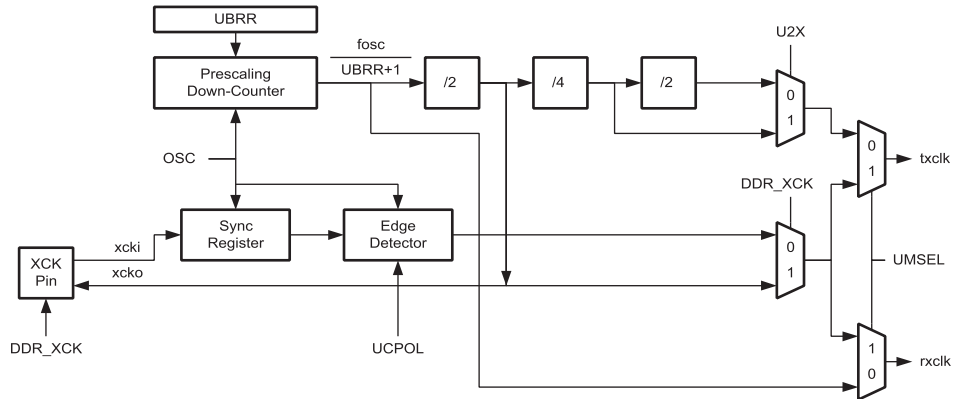 UBRR
Prescaling
Down-Counter
fosc
UBRR+1
/2
/4
/2
U2X
0
1
0
1
txclk
OSC
DDR_XCK
Sync
Register
Edge
Detector
0
1
UMSEL
XCK
Pin
xcki
xcko
DDR_XCK
UCPOL
1
0
rxclk